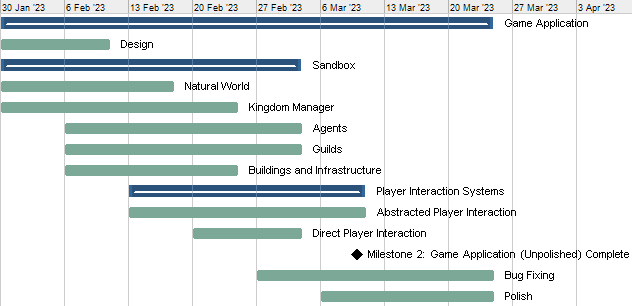 30 Jan '23 6 Feb '23 13 Feb '23 20 Feb '23 27 Feb '23 6 Mar '23 13 Mar '23 20 Mar '23 27 Mar '23 3 Apr '23
Game Application
Design
Sandbox
Natural World
Kingdom Manager
Agents
Guilds
Buildings and Infrastructure
Player Interaction Systems
Abstracted Player Interaction
Direct Player Interaction
Milestone 2: Game Application (Unpolished) Complete
Bug Fixing
Polish